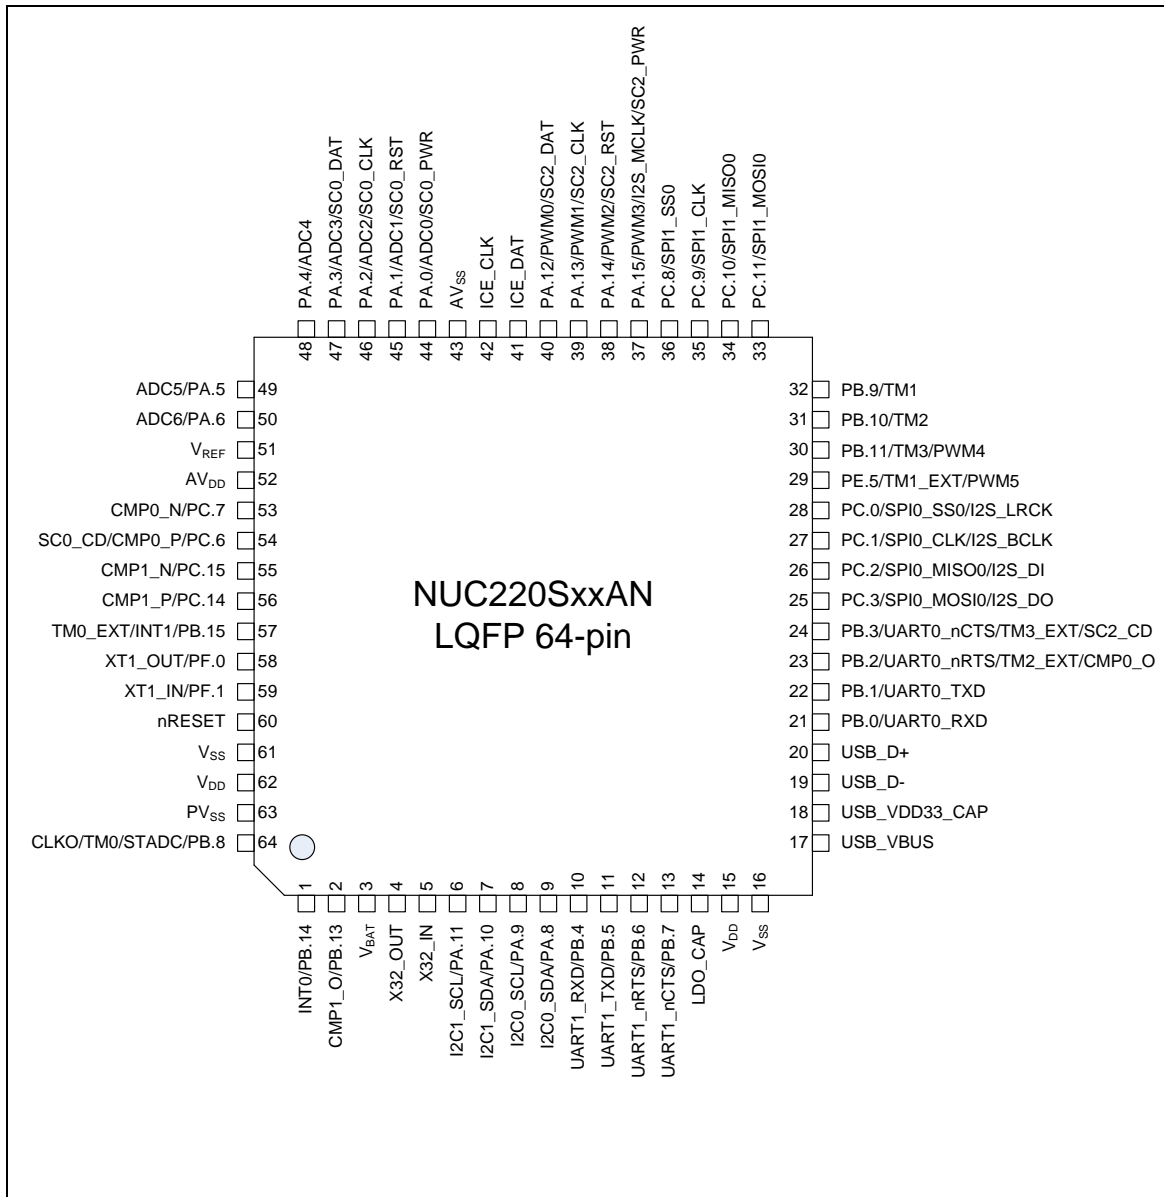 PA.4/ADC4
PA.3/ADC3/SC0_DAT
PA.2/ADC2/SC0_CLK
PA.1/ADC1/SC0_RST
PA.0/ADC0/SC0_PWR
AVSS
ICE_CLK
ICE_DAT
PA.12/PWM0/SC2_DAT
PA.13/PWM1/SC2_CLK
PA.14/PWM2/SC2_RST
PA.15/PWM3/I2S_MCLK/SC2_PWR
PC.8/SPI1_SS0
PC.9/SPI1_CLK
PC.10/SPI1_MISO0
PC.11/SPI1_MOSI0
48 47 46 45 44 43 42 41 40 39 38 37 36 35 34 33
ADC5/PA.5 49
ADC6/PA.6 50
VREF 51
AVDD 52
CMP0_N/PC.7 53
SC0_CD/CMP0_P/PC.6 54
CMP1_N/PC.15 55
CMP1_P/PC.14 56
TM0_EXT/INT1/PB.15 57
XT1_OUT/PF.0 58
XT1_IN/PF.1 59
nRESET 60
VSS 61
VDD 62
PVSS 63
CLKO/TM0/STADC/PB.8 64
NUC220SxxAN
LQFP 64-pin
32 PB.9/TM1
31 PB.10/TM2
30 PB.11/TM3/PWM4
29 PE.5/TM1_EXT/PWM5
28 PC.0/SPI0_SS0/I2S_LRCK
27 PC.1/SPI0_CLK/I2S_BCLK
26 PC.2/SPI0_MISO0/I2S_DI
25 PC.3/SPI0_MOSI0/I2S_DO
24 PB.3/UART0_nCTS/TM3_EXT/SC2_CD
23 PB.2/UART0_nRTS/TM2_EXT/CMP0_O
22 PB.1/UART0_TXD
21 PB.0/UART0_RXD
20 USB_D+
19 USB_D-
18 USB_VDD33_CAP
17 USB_VBUS
1 2 3 4 5 6 7 8 9 10 11 12 13 14 15 16
INT0/PB.14
CMP1_O/PB.13
VBAT
X32_OUT
X32_IN
I2C1_SCL/PA.11
I2C1_SDA/PA.10
I2C0_SCL/PA.9
I2C0_SDA/PA.8
UART1_RXD/PB.4
UART1_TXD/PB.5
UART1_nRTS/PB.6
UART1_nCTS/PB.7
LDO_CAP
VDD
VSS